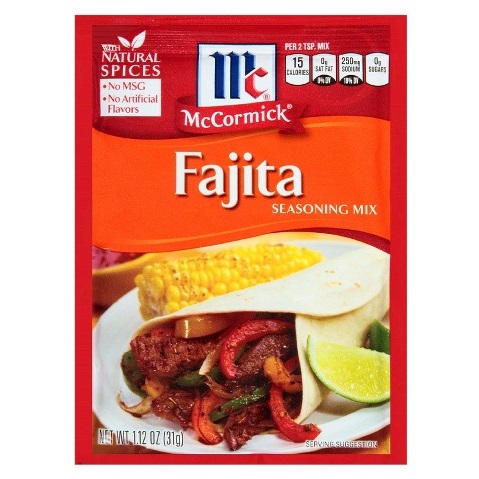 WITH
NATURAL
SPICES
• No MSG
• No Artificial
Flavors
Mc
®
McCormick®
PER 2 TSP. MIX
15
CALORIES
0g
SAT FAT
0% DV
250mg
SODIUM
10% DV
0g
SUGARS
Fajita
SEASONING MIX
NET WT 1.12 OZ (31g)
SERVING SUGGESTION